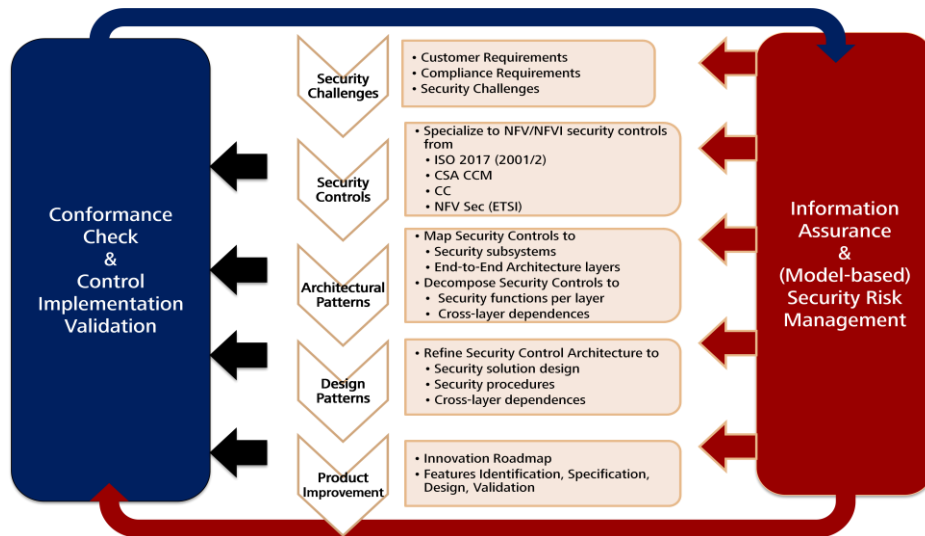 Conformance
Check
&
Control
Implementation
Validation
Security
Challenges
• Customer Requirements
• Compliance Requirements
• Security Challenges
Security
Controls
• Specialize to NFV/NFVI security controls
from
• ISO 2017 (2001/2)
• CSA CCM
• CC
• NFV Sec (ETSI)
Architectural
Patterns
• Map Security Controls to
• Security subsystems
• End-to-End Architecture layers
• Decompose Security Controls to
• Security functions per layer
• Cross-layer dependences
Design
Patterns
• Refine Security Control Architecture to
• Security solution design
• Security procedures
• Cross-layer dependences
Product
Improvement
• Innovation Roadmap
• Features Identification, Specification,
Design, Validation
Information
Assurance
&
(Model-based)
Security Risk
Management